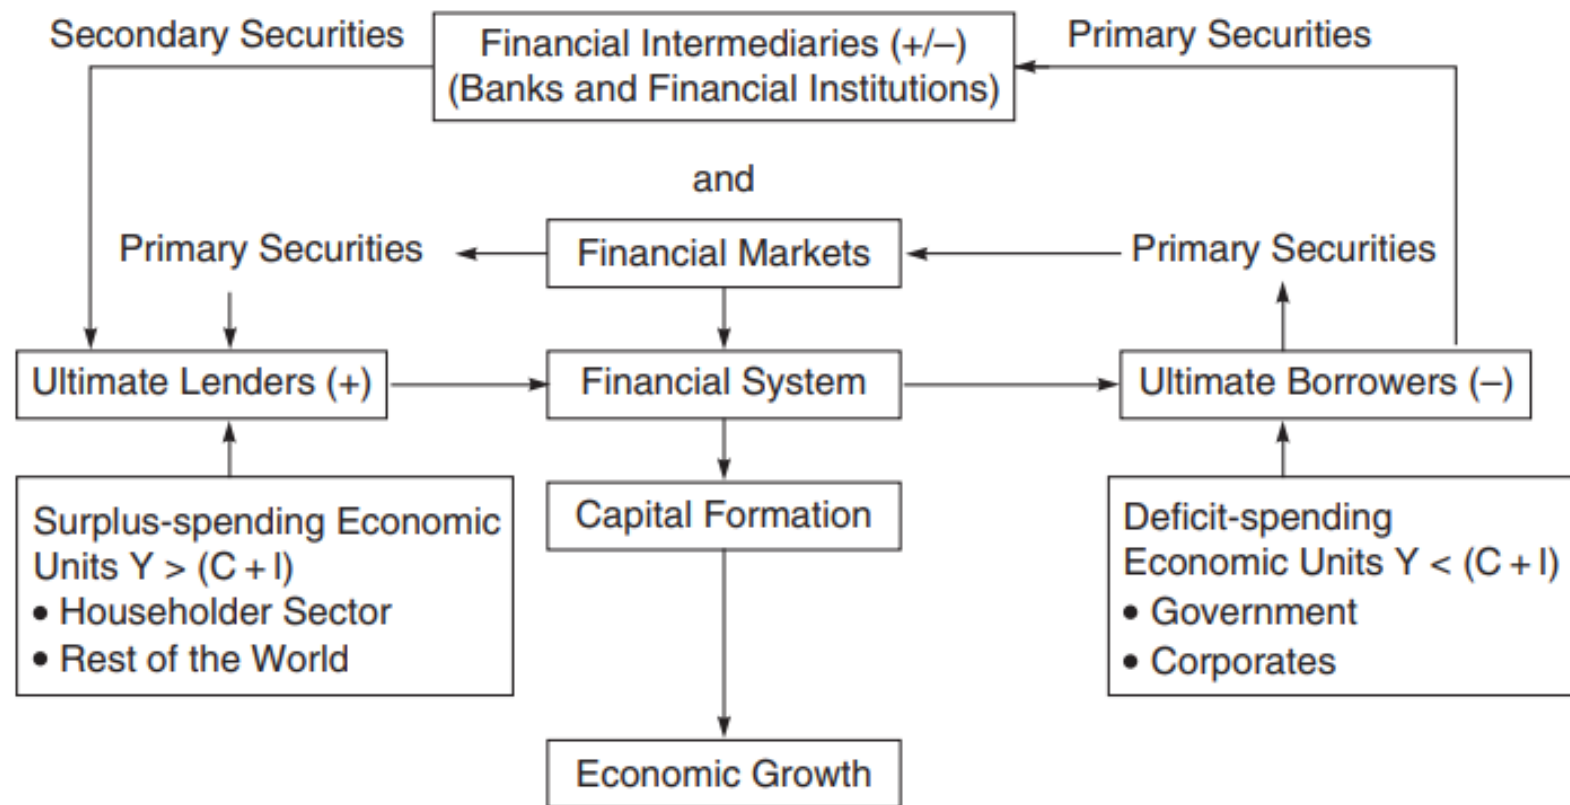 Secondary Securities
Financial Intermediaries (+/–)
(Banks and Financial Institutions)
Primary Securities
and
Primary Securities
Financial Markets
Primary Securities
Ultimate Lenders (+)
Financial System
Ultimate Borrowers (–)
Surplus-spending Economic
Units Y > (C + I)
• Householder Sector
• Rest of the World
Capital Formation
Deficit-spending
Economic Units Y < (C + I)
• Government
• Corporates
Economic Growth